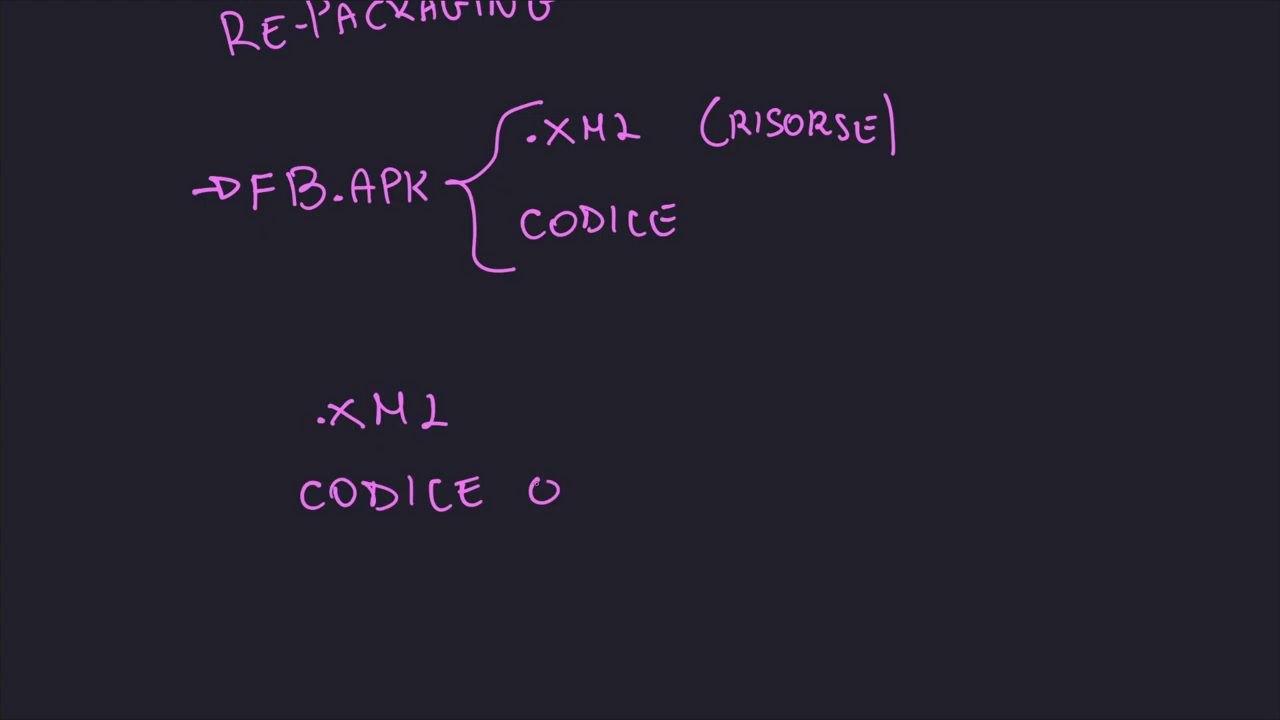 RE-PACKAGING
.XML (RISORSE)
→FB.APK
CODICE
.XML
CODICE O